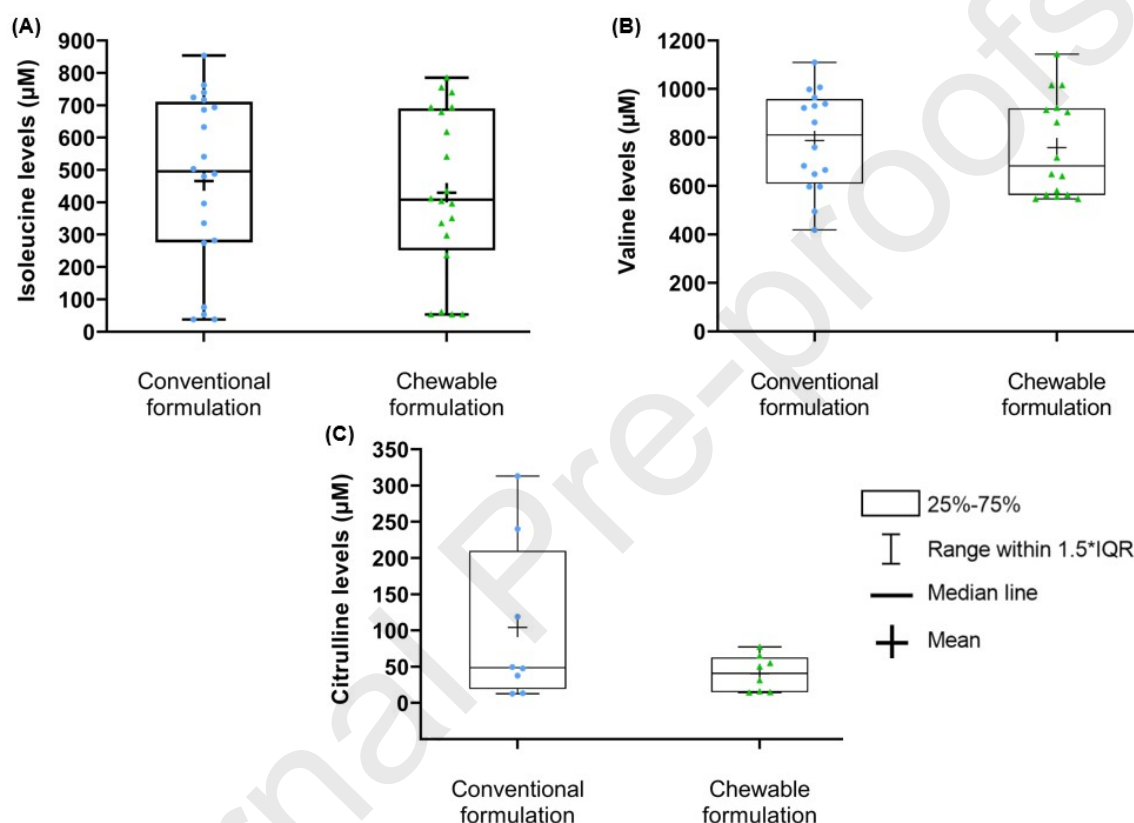 (A)
900
800
700
600
500
400
300
200
100
0
Isoleucine levels (µM)
Conventional
formulation
Chewable
formulation
(B)
1200
1000
800
600
400
200
0
Valine levels (µM)
Conventional
formulation
Chewable
formulation
(C)
350
300
250
200
150
100
50
0
Citrulline levels (µM)
Conventional
formulation
Chewable
formulation
25%-75%
Range within 1.5*IQR
Median line
Mean
rnal Pre-proofs